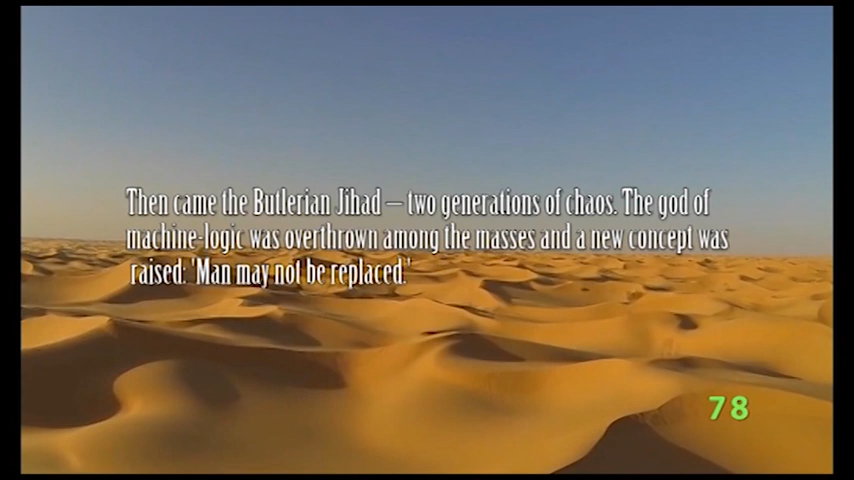 Then came the Butlerian Jihad – two generations of chaos. The god of
machine-logic was overthrown among the masses and a new concept was
raised: 'Man may not be replaced.'
78